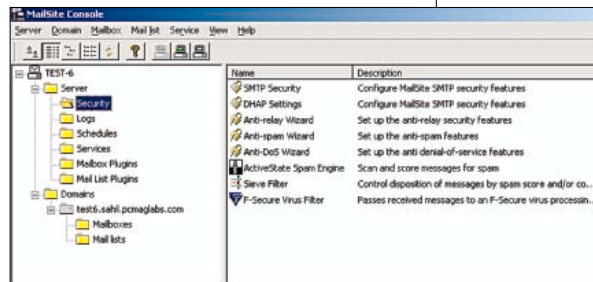 MailSite Console
Server Domain Mailbox Mail list Service View Help
TEST-6
Server
Security
Logs
Schedules
Services
Mailbox Plugins
Mail List Plugins
Domains
test6.sahil.pcmaglabs.com
Mailboxes
Mail lists
Name Description
SMTP Security Configure MailSite SMTP security features
DHAP Settings Configure MailSite SMTP security features
Anti-relay Wizard Set up the anti-relay security features
Anti-spam Wizard Set up the anti-spam features
Anti-DoS Wizard Set up the anti denial-of-service features
ActiveState Spam Engine Scan and score messages for spam
Sieve Filter Control disposition of messages by spam score and/or co...
F-Secure Virus Filter Passes received messages to an F-Secure virus processin...